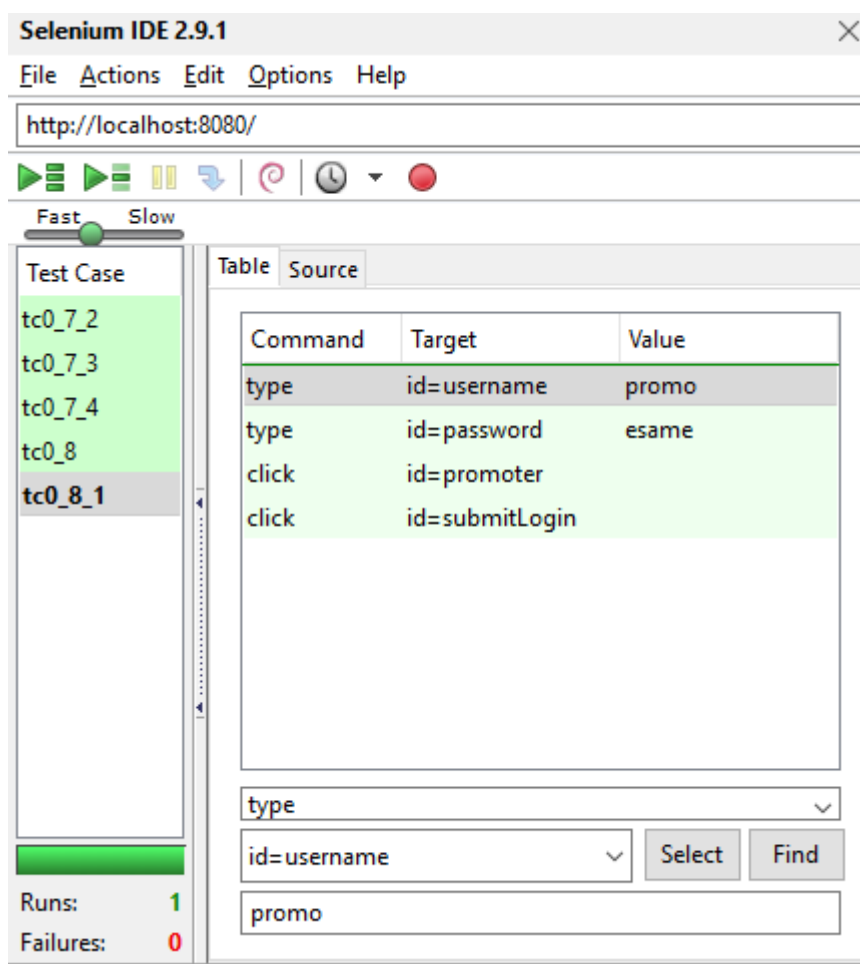 Selenium IDE 2.9.1
File Actions Edit Options Help
http://localhost:8080/
Fast Slow
Test Case
tc0_7_2
tc0_7_3
tc0_7_4
tc0_8
tc0_8_1
Runs: 1
Failures: 0
Table Source
Command Target Value
type id=username promo
type id=password esame
click id=promoter
click id=submitLogin
type
id=username Select Find
promo